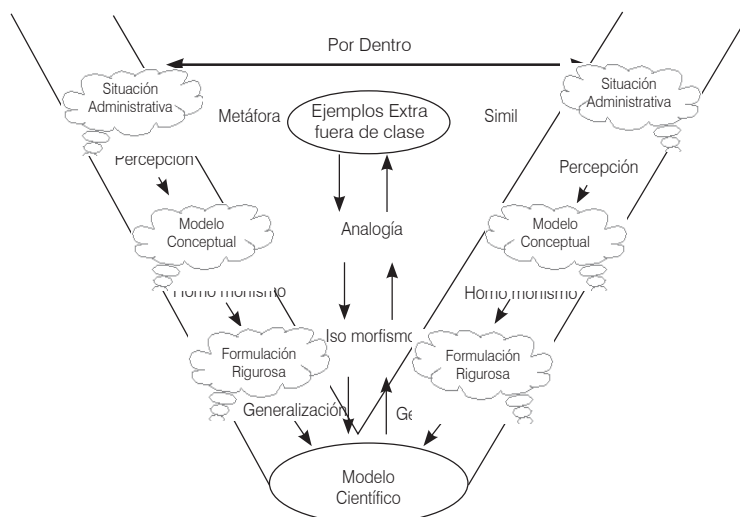 Por Dentro
Situación
Administrativa
Situación
Administrativa
Metáfora
Ejemplos Extra
fuera de clase
Simil
Percepción
Percepción
Modelo
Conceptual
Analogía
Modelo
Conceptual
Homo morfismo
Homo morfismo
Iso morfismo
Formulación
Rigurosa
Formulación
Rigurosa
Generalización
Ge
Modelo
Científico